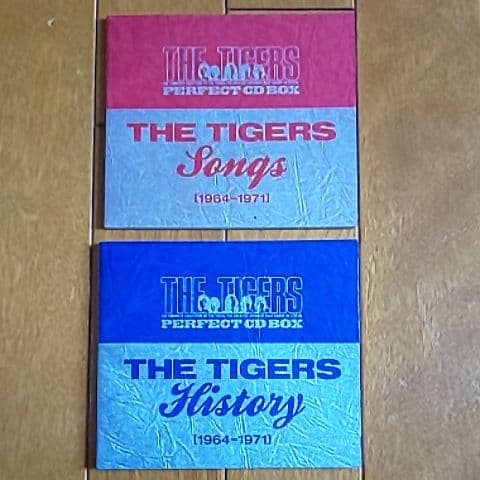 THE TIGERS
PERFECT CD BOX
THE TIGERS
Songs
[1964-1971]
THE TIGERS
PERFECT CD BOX
THE TIGERS
History
[1964-1971]